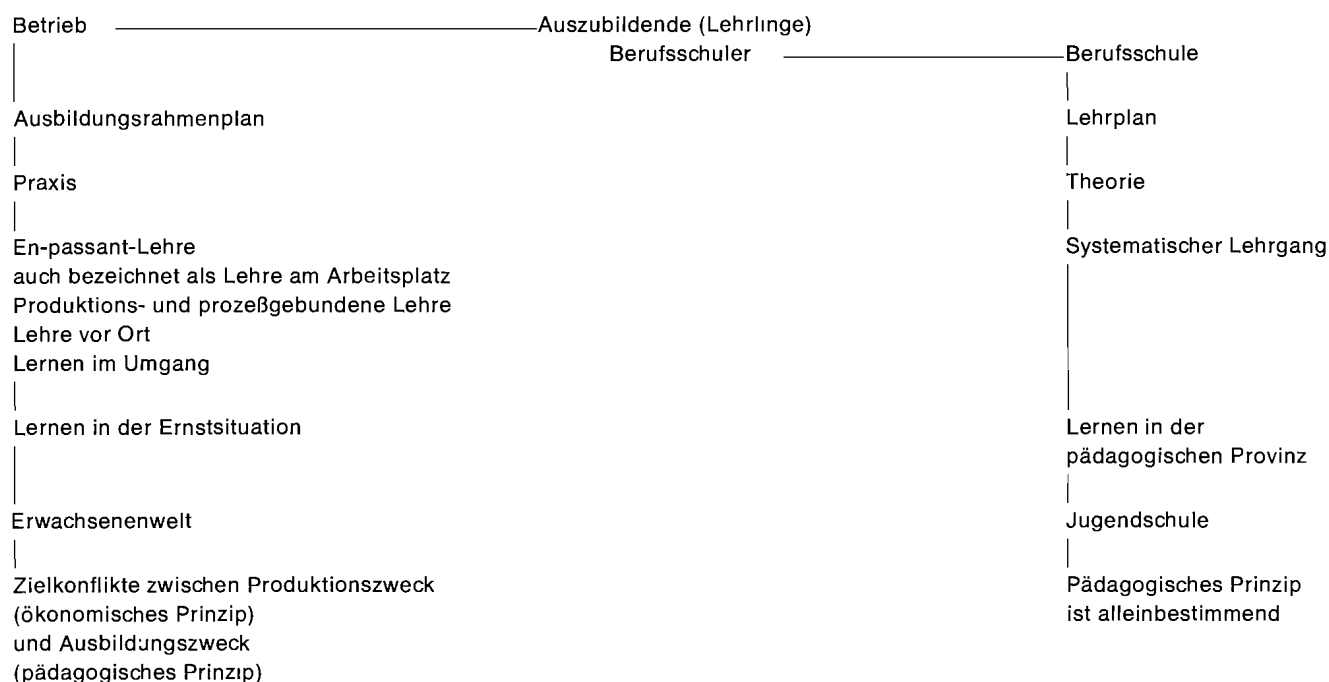 Betrieb Auszubildende (Lehrlinge)
Berufsschuler Berufsschule
Ausbildungsrahmenplan Lehrplan
Praxis Theorie
En-passant-Lehre Systematischer Lehrgang
auch bezeichnet als Lehre am Arbeitsplatz
Produktions- und prozeßgebundene Lehre
Lehre vor Ort
Lernen im Umgang
Lernen in der Ernstsituation Lernen in der
pädagogischen Provinz
Erwachsenenwelt Jugendschule
Zielkonflikte zwischen Produktionszweck Pädagogisches Prinzip
(ökonomisches Prinzip) ist alleinbestimmend
und Ausbildungszweck
(pädagogisches Prinzip)